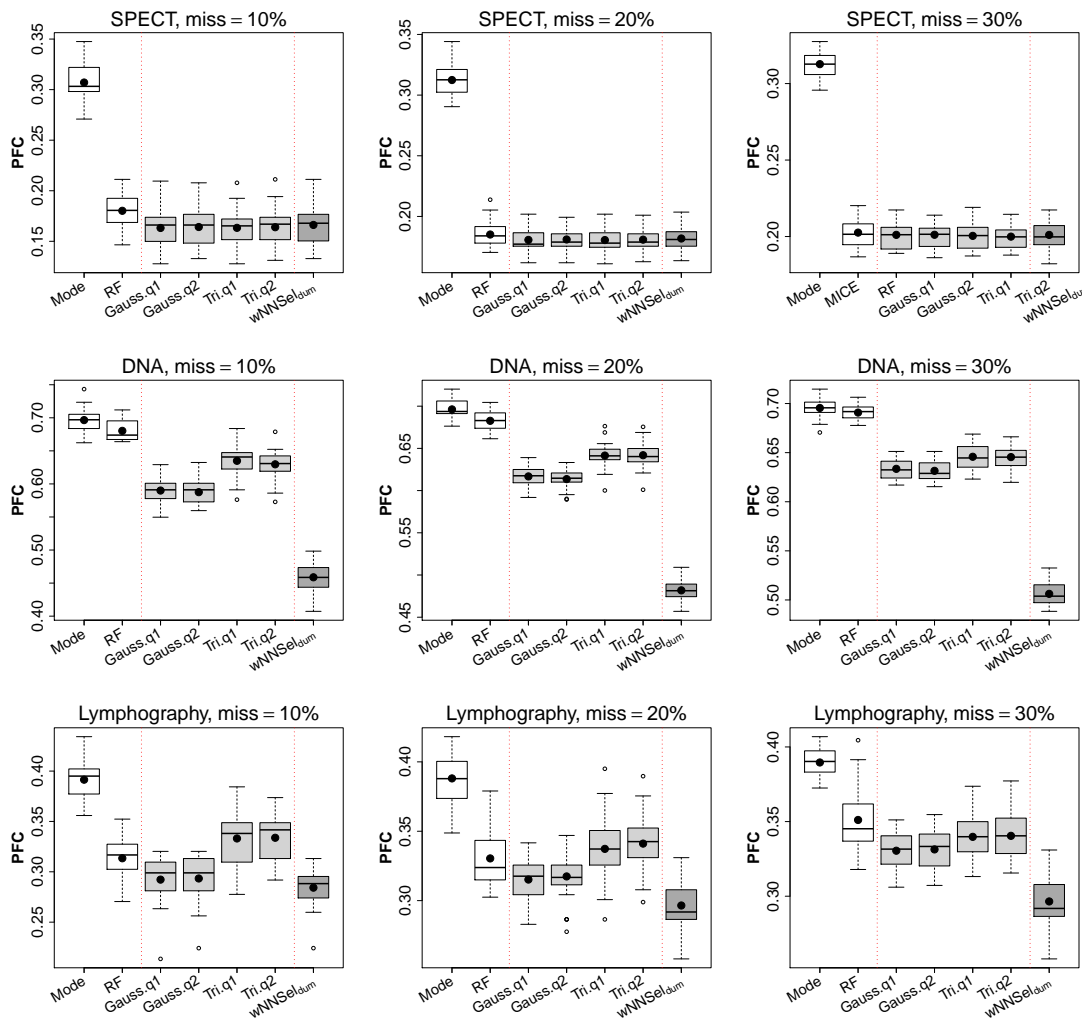 SPECT, miss = 10%
PFC
0.15 0.20 0.25 0.30 0.35
Mode RF Gauss.q1 Gauss.q2 Tri.q1 Tri.q2 wNNSel_dum
SPECT, miss = 20%
PFC
0.20 0.25 0.30 0.35
Mode RF Gauss.q1 Gauss.q2 Tri.q1 Tri.q2 wNNSel_dum
SPECT, miss = 30%
PFC
0.20 0.25 0.30
Mode MICE RF Gauss.q1 Gauss.q2 Tri.q1 Tri.q2 wNNSel_dum
DNA, miss = 10%
PFC
0.40 0.50 0.60 0.70
Mode RF Gauss.q1 Gauss.q2 Tri.q1 Tri.q2 wNNSel_dum
DNA, miss = 20%
PFC
0.45 0.55 0.65
Mode RF Gauss.q1 Gauss.q2 Tri.q1 Tri.q2 wNNSel_dum
DNA, miss = 30%
PFC
0.50 0.55 0.60 0.65 0.70
Mode RF Gauss.q1 Gauss.q2 Tri.q1 Tri.q2 wNNSel_dum
Lymphography, miss = 10%
PFC
0.25 0.30 0.35 0.40
Mode RF Gauss.q1 Gauss.q2 Tri.q1 Tri.q2 wNNSel_dum
Lymphography, miss = 20%
PFC
0.30 0.35 0.40
Mode RF Gauss.q1 Gauss.q2 Tri.q1 Tri.q2 wNNSel_dum
Lymphography, miss = 30%
PFC
0.30 0.35 0.40
Mode RF Gauss.q1 Gauss.q2 Tri.q1 Tri.q2 wNNSel_dum